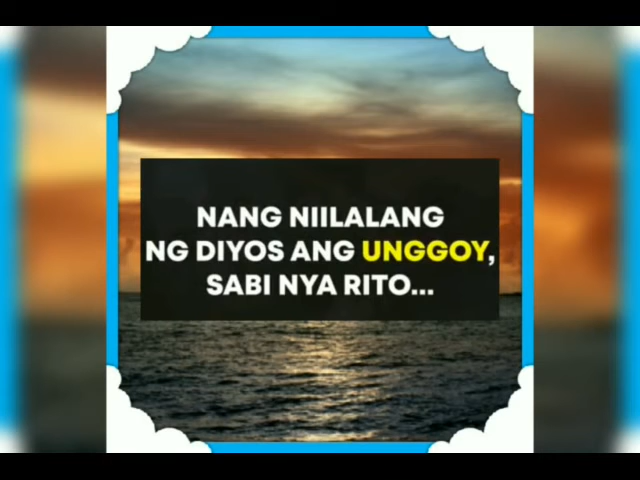 NANG NIILALANG
NG DIYOS ANG UNGGOY,
SABI NYA RITO...